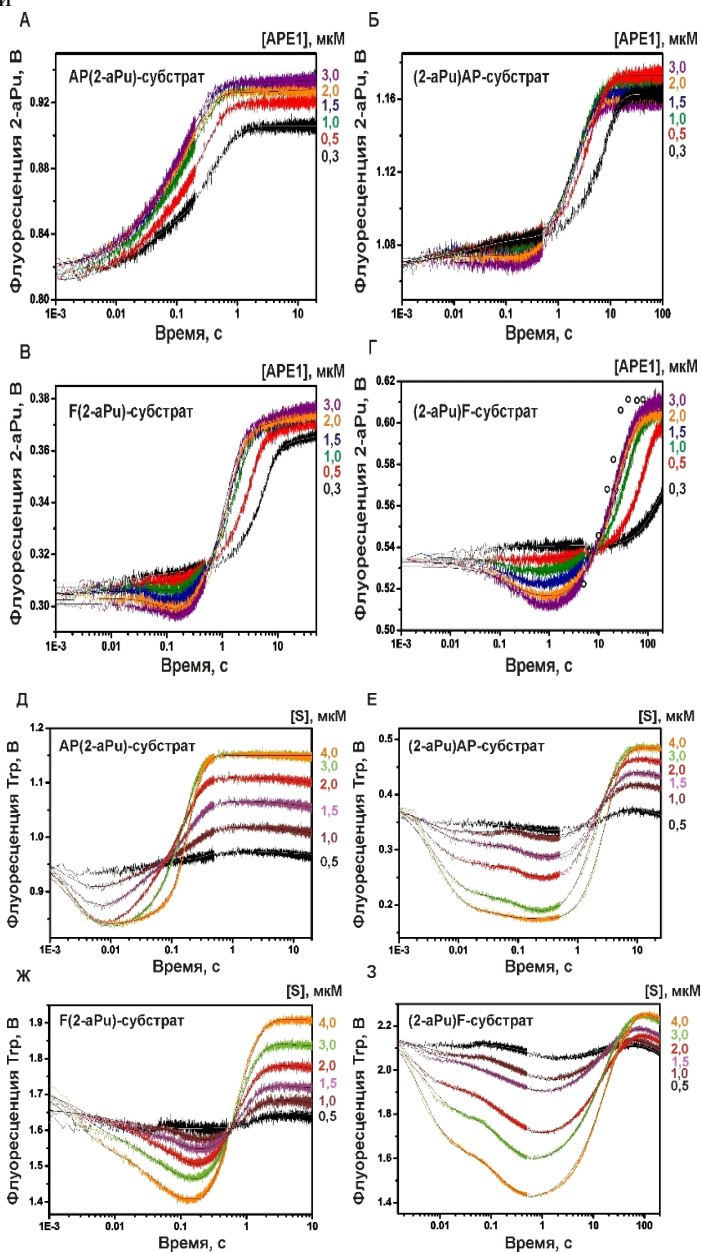 и
А
[APE1], мкМ
AP(2-aPu)-субстрат
Флуоресценция 2-aPu, В
0.92
0.88
0.84
0.80
3,0
2,0
1,5
1,0
0,5
0,3
1E-3 0.01 0.1 1 10
Время, с
Б
[APE1], мкМ
(2-aPu)AP-субстрат
Флуоресценция 2-aPu, В
1.16
1.12
1.08
3,0
2,0
1,5
1,0
0,5
0,3
1E-3 0.01 0.1 1 10 100
Время, с
В
[APE1], мкМ
F(2-aPu)-субстрат
Флуоресценция 2-aPu, В
0.38
0.36
0.34
0.32
0.30
3,0
2,0
1,5
1,0
0,5
0,3
1E-3 0.01 0.1 1 10
Время, с
Г
[APE1], мкМ
(2-aPu)F-субстрат
Флуоресценция 2-aPu, В
0.62
0.60
0.58
0.56
0.54
0.52
0.50
3,0
2,0
1,5
1,0
0,5
0,3
1E-3 0.01 0.1 1 10 100
Время, с
Д
[S], мкМ
AP(2-aPu)-субстрат
Флуоресценция Trp, В
1.2
1.1
1.0
0.9
4,0
3,0
2,0
1,5
1,0
0,5
1E-3 0.01 0.1 1 10
Время, с
Е
[S], мкМ
(2-aPu)AP-субстрат
Флуоресценция Trp, В
0.5
0.4
0.3
0.2
4,0
3,0
2,0
1,5
1,0
0,5
1E-3 0.01 0.1 1 10
Время, с
Ж
[S], мкМ
F(2-aPu)-субстрат
Флуоресценция Trp, В
1.9
1.8
1.7
1.6
1.5
1.4
4,0
3,0
2,0
1,5
1,0
0,5
1E-3 0.01 0.1 1 10
Время, с
З
[S], мкМ
(2-aPu)F-субстрат
Флуоресценция Trp, В
2.2
2.0
1.8
1.6
1.4
4,0
3,0
2,0
1,5
1,0
0,5
0.01 0.1 1 10 100
Время, с